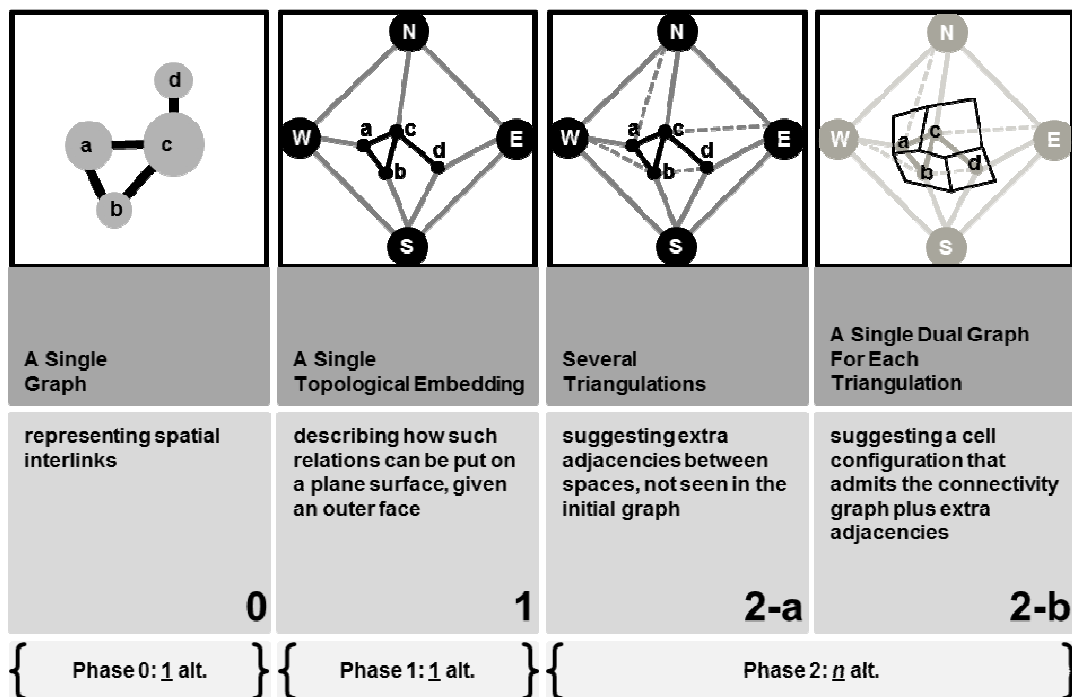 d
a
c
b
N
W
a
c
d
E
b
S
N
W
a
c
d
E
b
S
N
W
a
c
b
d
E
S
A Single
Graph
A Single
Topological Embedding
Several
Triangulations
A Single Dual Graph
For Each
Triangulation
representing spatial
interlinks
describing how such
relations can be put on
a plane surface, given
an outer face
suggesting extra
adjacencies between
spaces, not seen in the
initial graph
suggesting a cell
configuration that
admits the connectivity
graph plus extra
adjacencies
0
1
2-a
2-b
Phase 0: 1 alt.
Phase 1: 1 alt.
Phase 2: n alt.